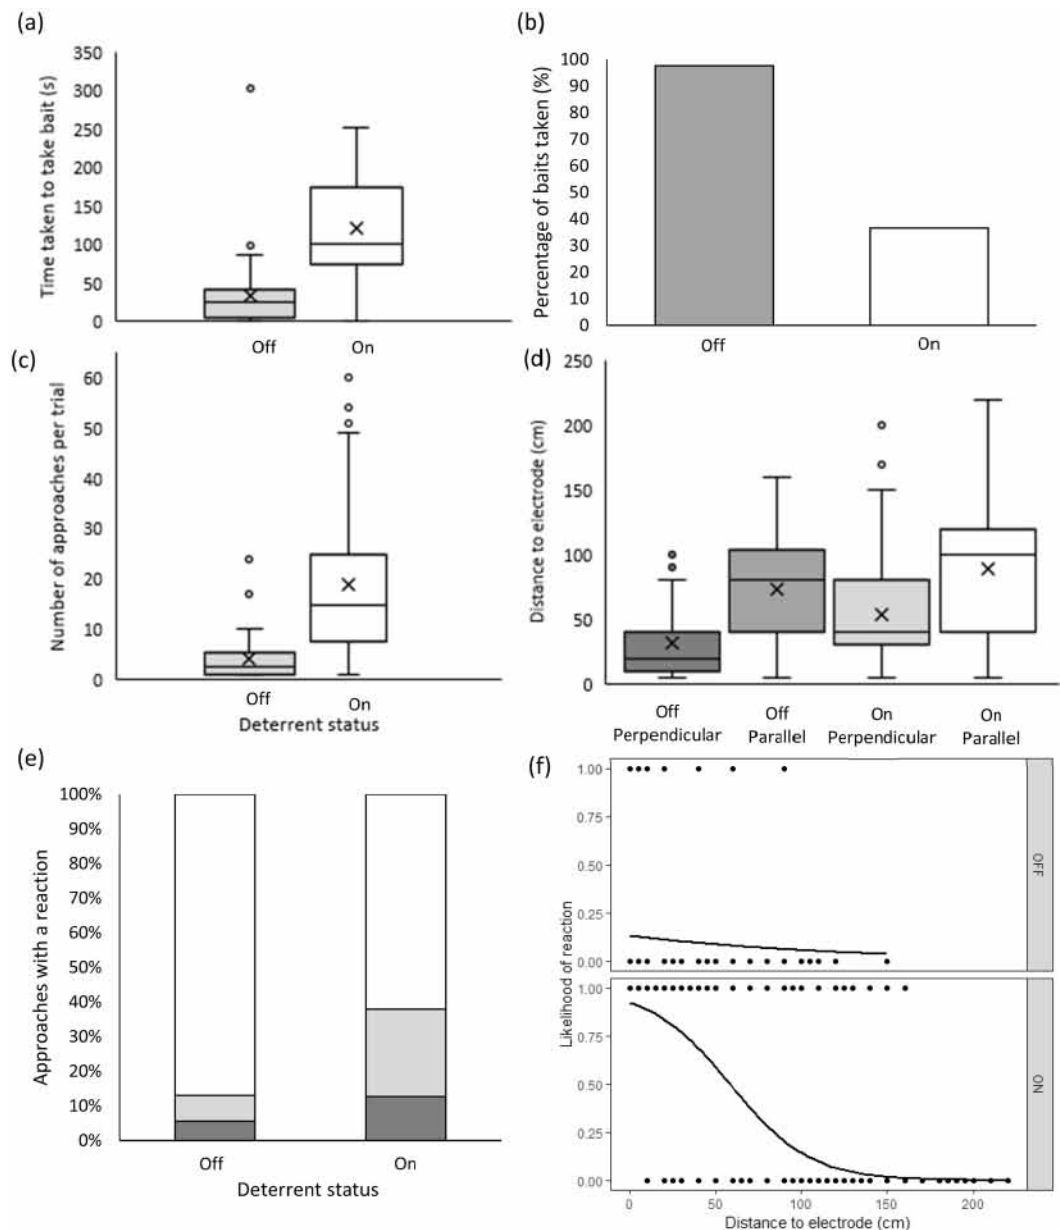 (a)
Time taken to take bait (s)
350
300
250
200
150
100
50
0
Off
On
(b)
Percentage of baits taken (%)
100
90
80
70
60
50
40
30
20
10
0
Off
On
(c)
Number of approaches per trial
60
50
40
30
20
10
0
Off
On
Deterrent status
(d)
Distance to electrode (cm)
250
200
150
100
50
0
Off
Perpendicular
Off
Parallel
On
Perpendicular
On
Parallel
(e)
Approaches with a reaction
100%
90%
80%
70%
60%
50%
40%
30%
20%
10%
0%
Off
On
Deterrent status
(f)
Likelihood of reaction
1.00
0.75
0.50
0.25
0.00
OFF
1.00
0.75
0.50
0.25
0.00
ON
0
50
100
150
200
Distance to electrode (cm)